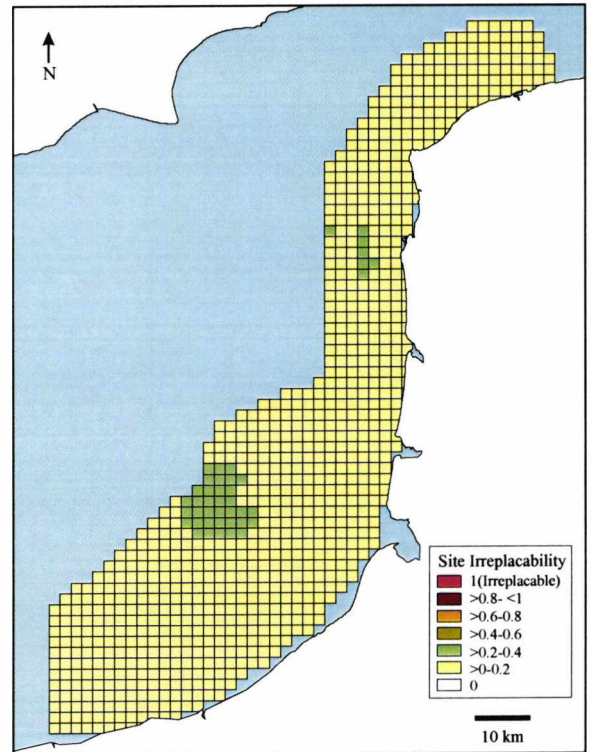 N
Site Irreplacability
1(Irreplacable)
>0.8- <1
>0.6-0.8
>0.4-0.6
>0.2-0.4
>0-0.2
0
10 km